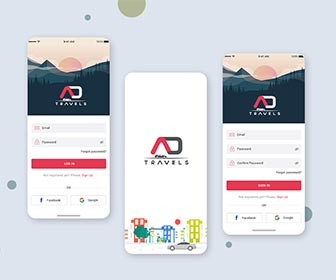 AD
TRAVELS
Email
Password
Forgot password?
LOG IN
Not registered yet? Please Sign Up
OR
Facebook
Google
AD
TRAVELS
AD
TRAVELS
Email
Password
Confirm Password
Forgot password?
SIGN IN
Not registered yet? Please Sign Up
OR
Facebook
Google